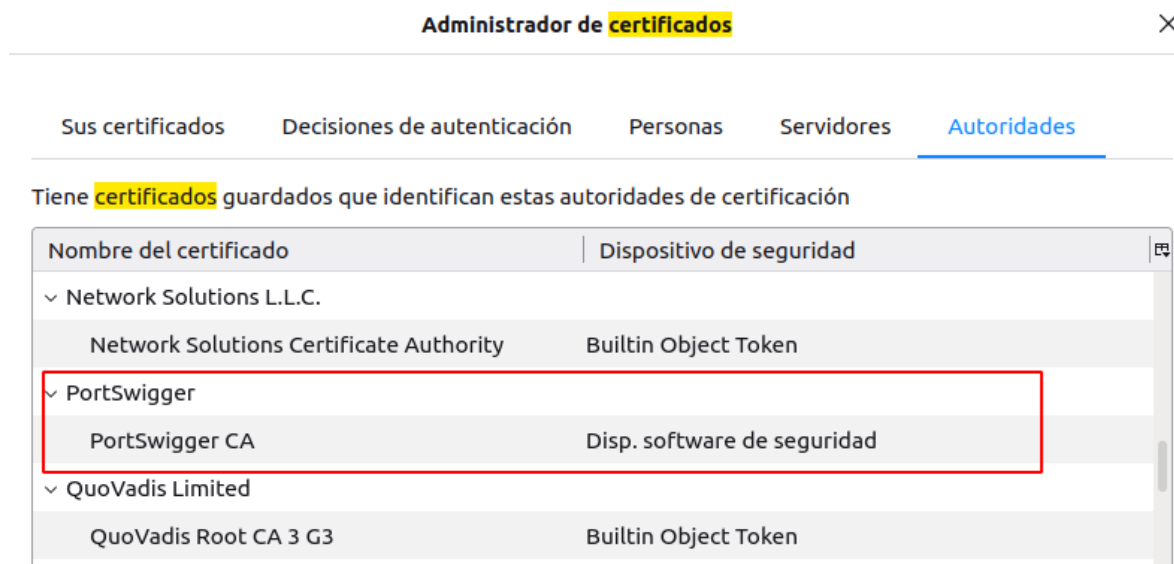 Administrador de certificados
Sus certificados Decisiones de autenticación Personas Servidores Autoridades
Tiene certificados guardados que identifican estas autoridades de certificación
Nombre del certificado Dispositivo de seguridad
Network Solutions L.L.C.
Network Solutions Certificate Authority Builtin Object Token
PortSwigger
PortSwigger CA Disp. software de seguridad
QuoVadis Limited
QuoVadis Root CA 3 G3 Builtin Object Token